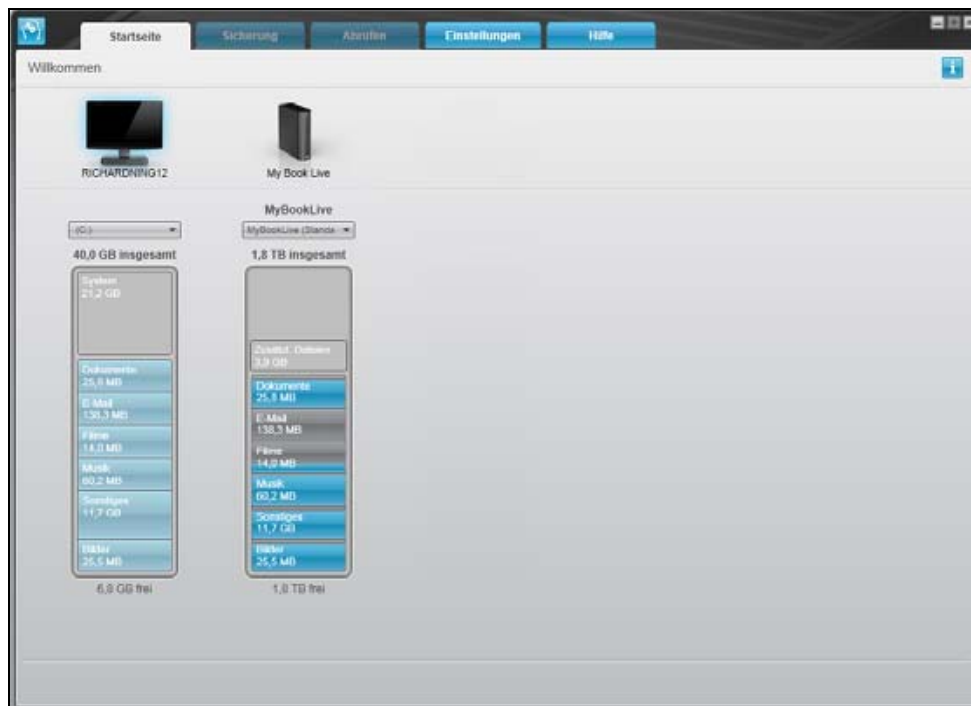 Startseite
Sicherung
Abrufen
Einstellungen
Hilfe
Willkommen
RICHARDNING12
My Book Live
MyBookLive
(C:)
MyBookLive (Standa
40,0 GB insgesamt
1,8 TB insgesamt
System
21,2 GB
Dokumente
25,8 MB
E-Mail
138,3 MB
Filme
14,0 MB
Musik
60,2 MB
Sonstiges
11,7 GB
Bilder
25,5 MB
6,8 GB frei
Zusätzl. Dateien
3,9 GB
Dokumente
25,8 MB
E-Mail
138,3 MB
Filme
14,0 MB
Musik
60,2 MB
Sonstiges
11,7 GB
Bilder
25,5 MB
1,8 TB frei